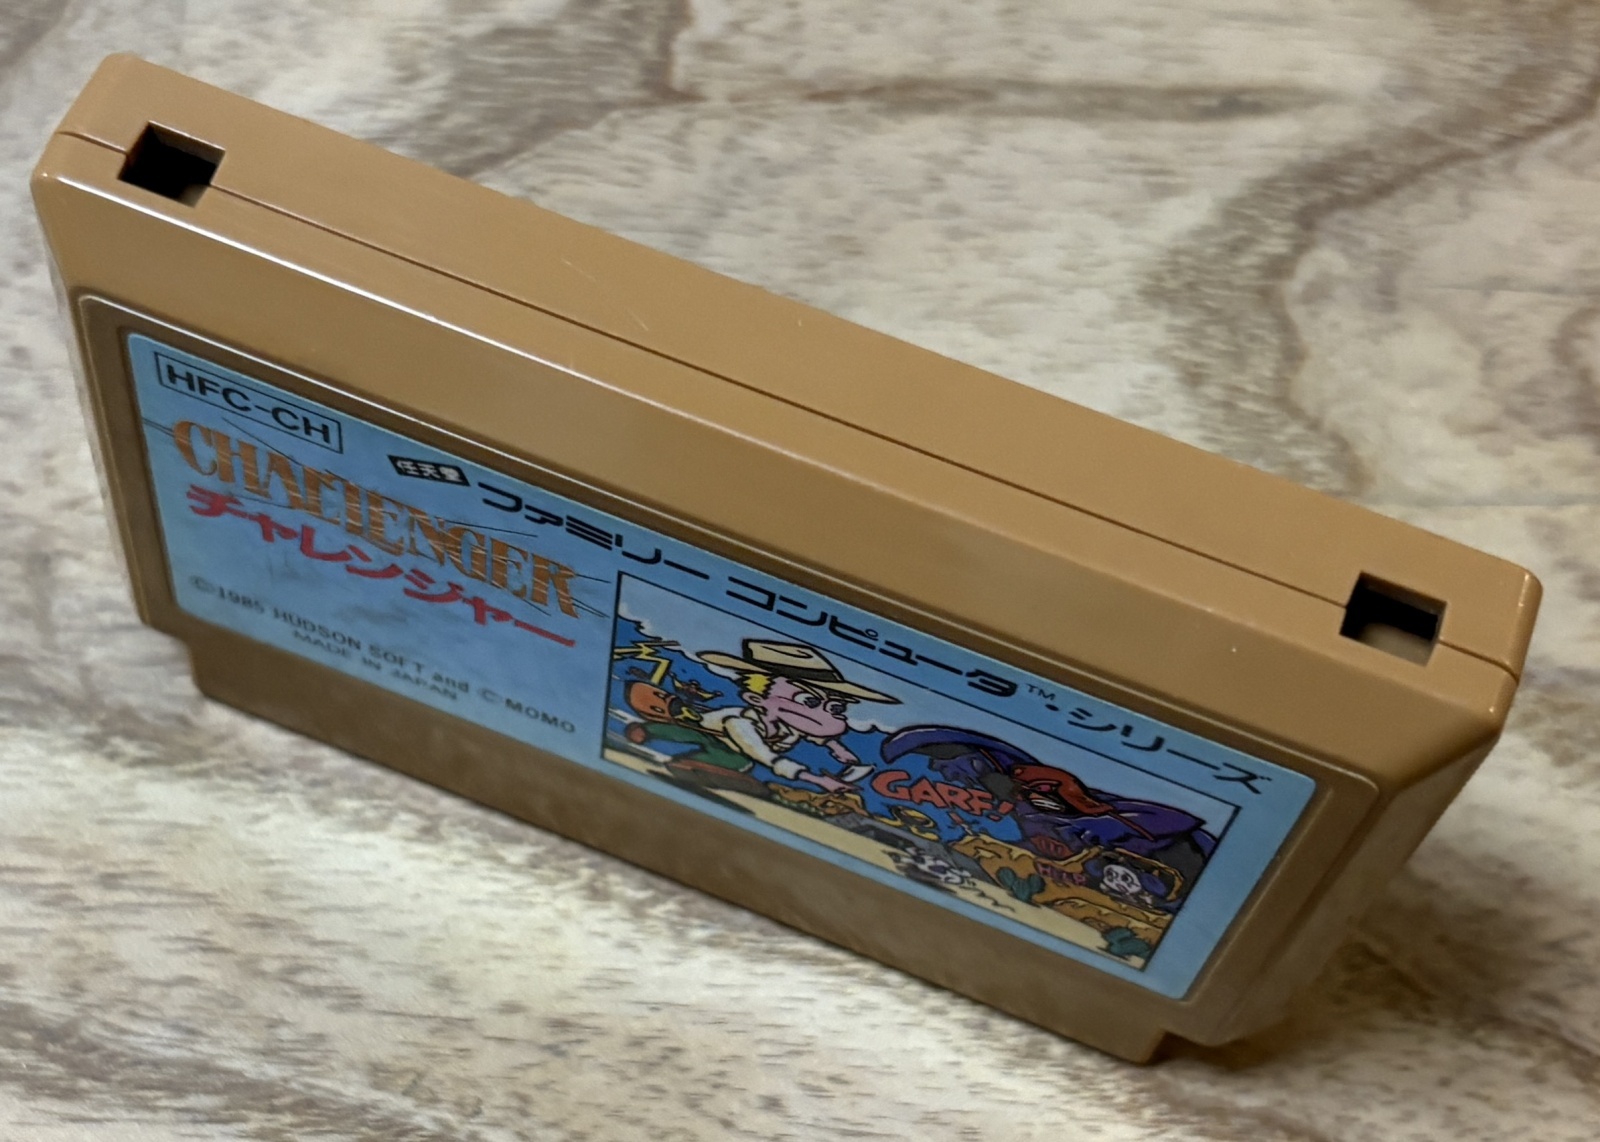 HFC-CH
任天堂 ファミリー コンピュータ™・シリーズ
CHALLENGER
チャレンジャー
©1985 HUDSON SOFT and © MOMO
MADE IN JAPAN
GARF!
HELP